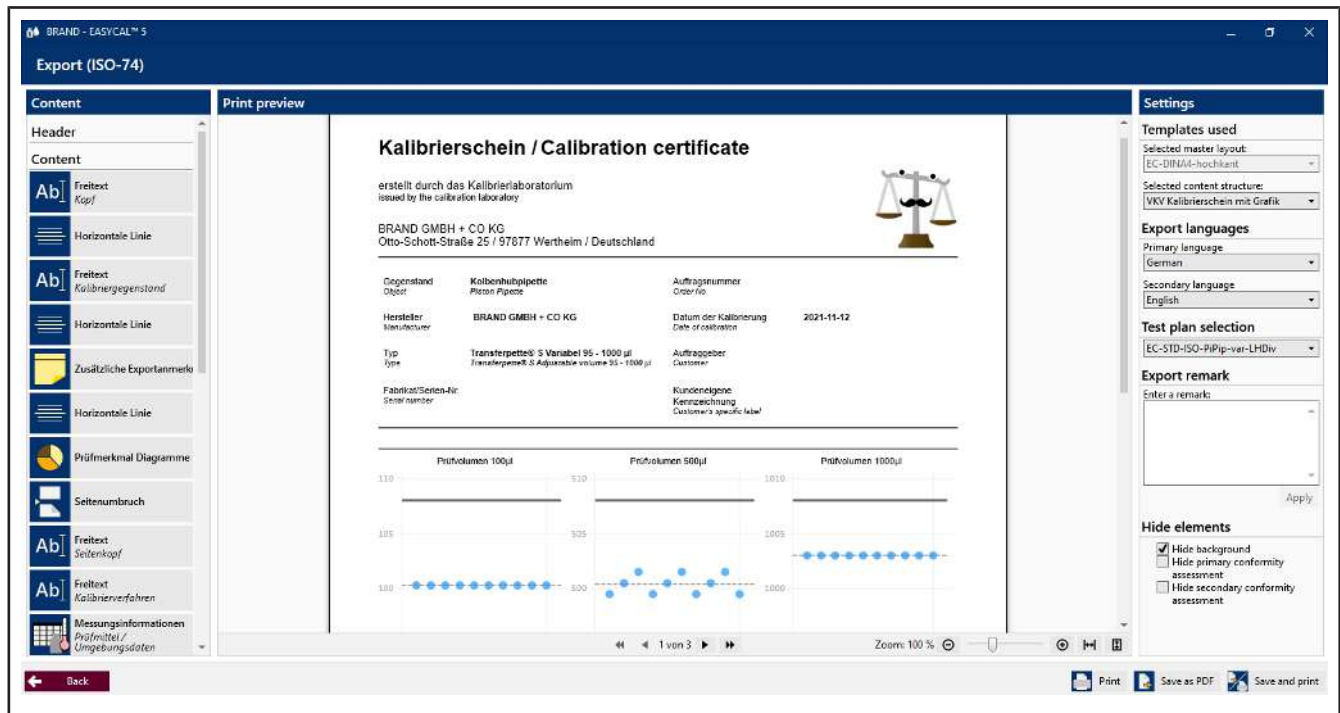 BRAND - EASYCAL™ 5
Export (ISO-74)
Content
Header
Content
Ab
Freitext
Kopf
Horizontale Linie
Ab
Freitext
Kalibriergegenstand
Horizontale Linie
Zusätzliche Exportanmerk
Horizontale Linie
Prüfmerkmal Diagramme
Seitenumbruch
Ab
Freitext
Seitenkopf
Ab
Freitext
Kalibrierverfahren
Messungsinformationen
Prüfmittel /
Umgebungsdaten
Print preview
Kalibrierschein / Calibration certificate
erstellt durch das Kalibrierlaboratorium
issued by the calibration laboratory
BRAND GMBH + CO KG
Otto-Schott-Straße 25 / 97877 Wertheim / Deutschland
Gegenstand Kolbenhubpipette Auftragsnummer
Object Piston Pipette Order No.
Hersteller BRAND GMBH + CO KG Datum der Kalibrierung 2021-11-12
Manufacturer Date of calibration
Typ Transferpette® S Variabel 95 - 1000 µl Auftraggeber
Type Transferpette® S Adjustable volume 95 - 1000 µl Customer
Fabrikat/Serien-Nr. Kundeneigene
Serial number Kennzeichnung
Customer's specific label
Prüfvolumen 100µl Prüfvolumen 500µl Prüfvolumen 1000µl
110 510 1010
105 505 1005
100 500 1000
1 von 3 Zoom: 100 %
Settings
Templates used
Selected master layout:
EC-DINA4-hochkant
Selected content structure:
VKV Kalibrierschein mit Grafik
Export languages
Primary language
German
Secondary language
English
Test plan selection
EC-STD-ISO-PiPip-var-LHDiv
Export remark
Enter a remark:
Apply
Hide elements
Hide background
Hide primary conformity
assessment
Hide secondary conformity
assessment
Back Print Save as PDF Save and print